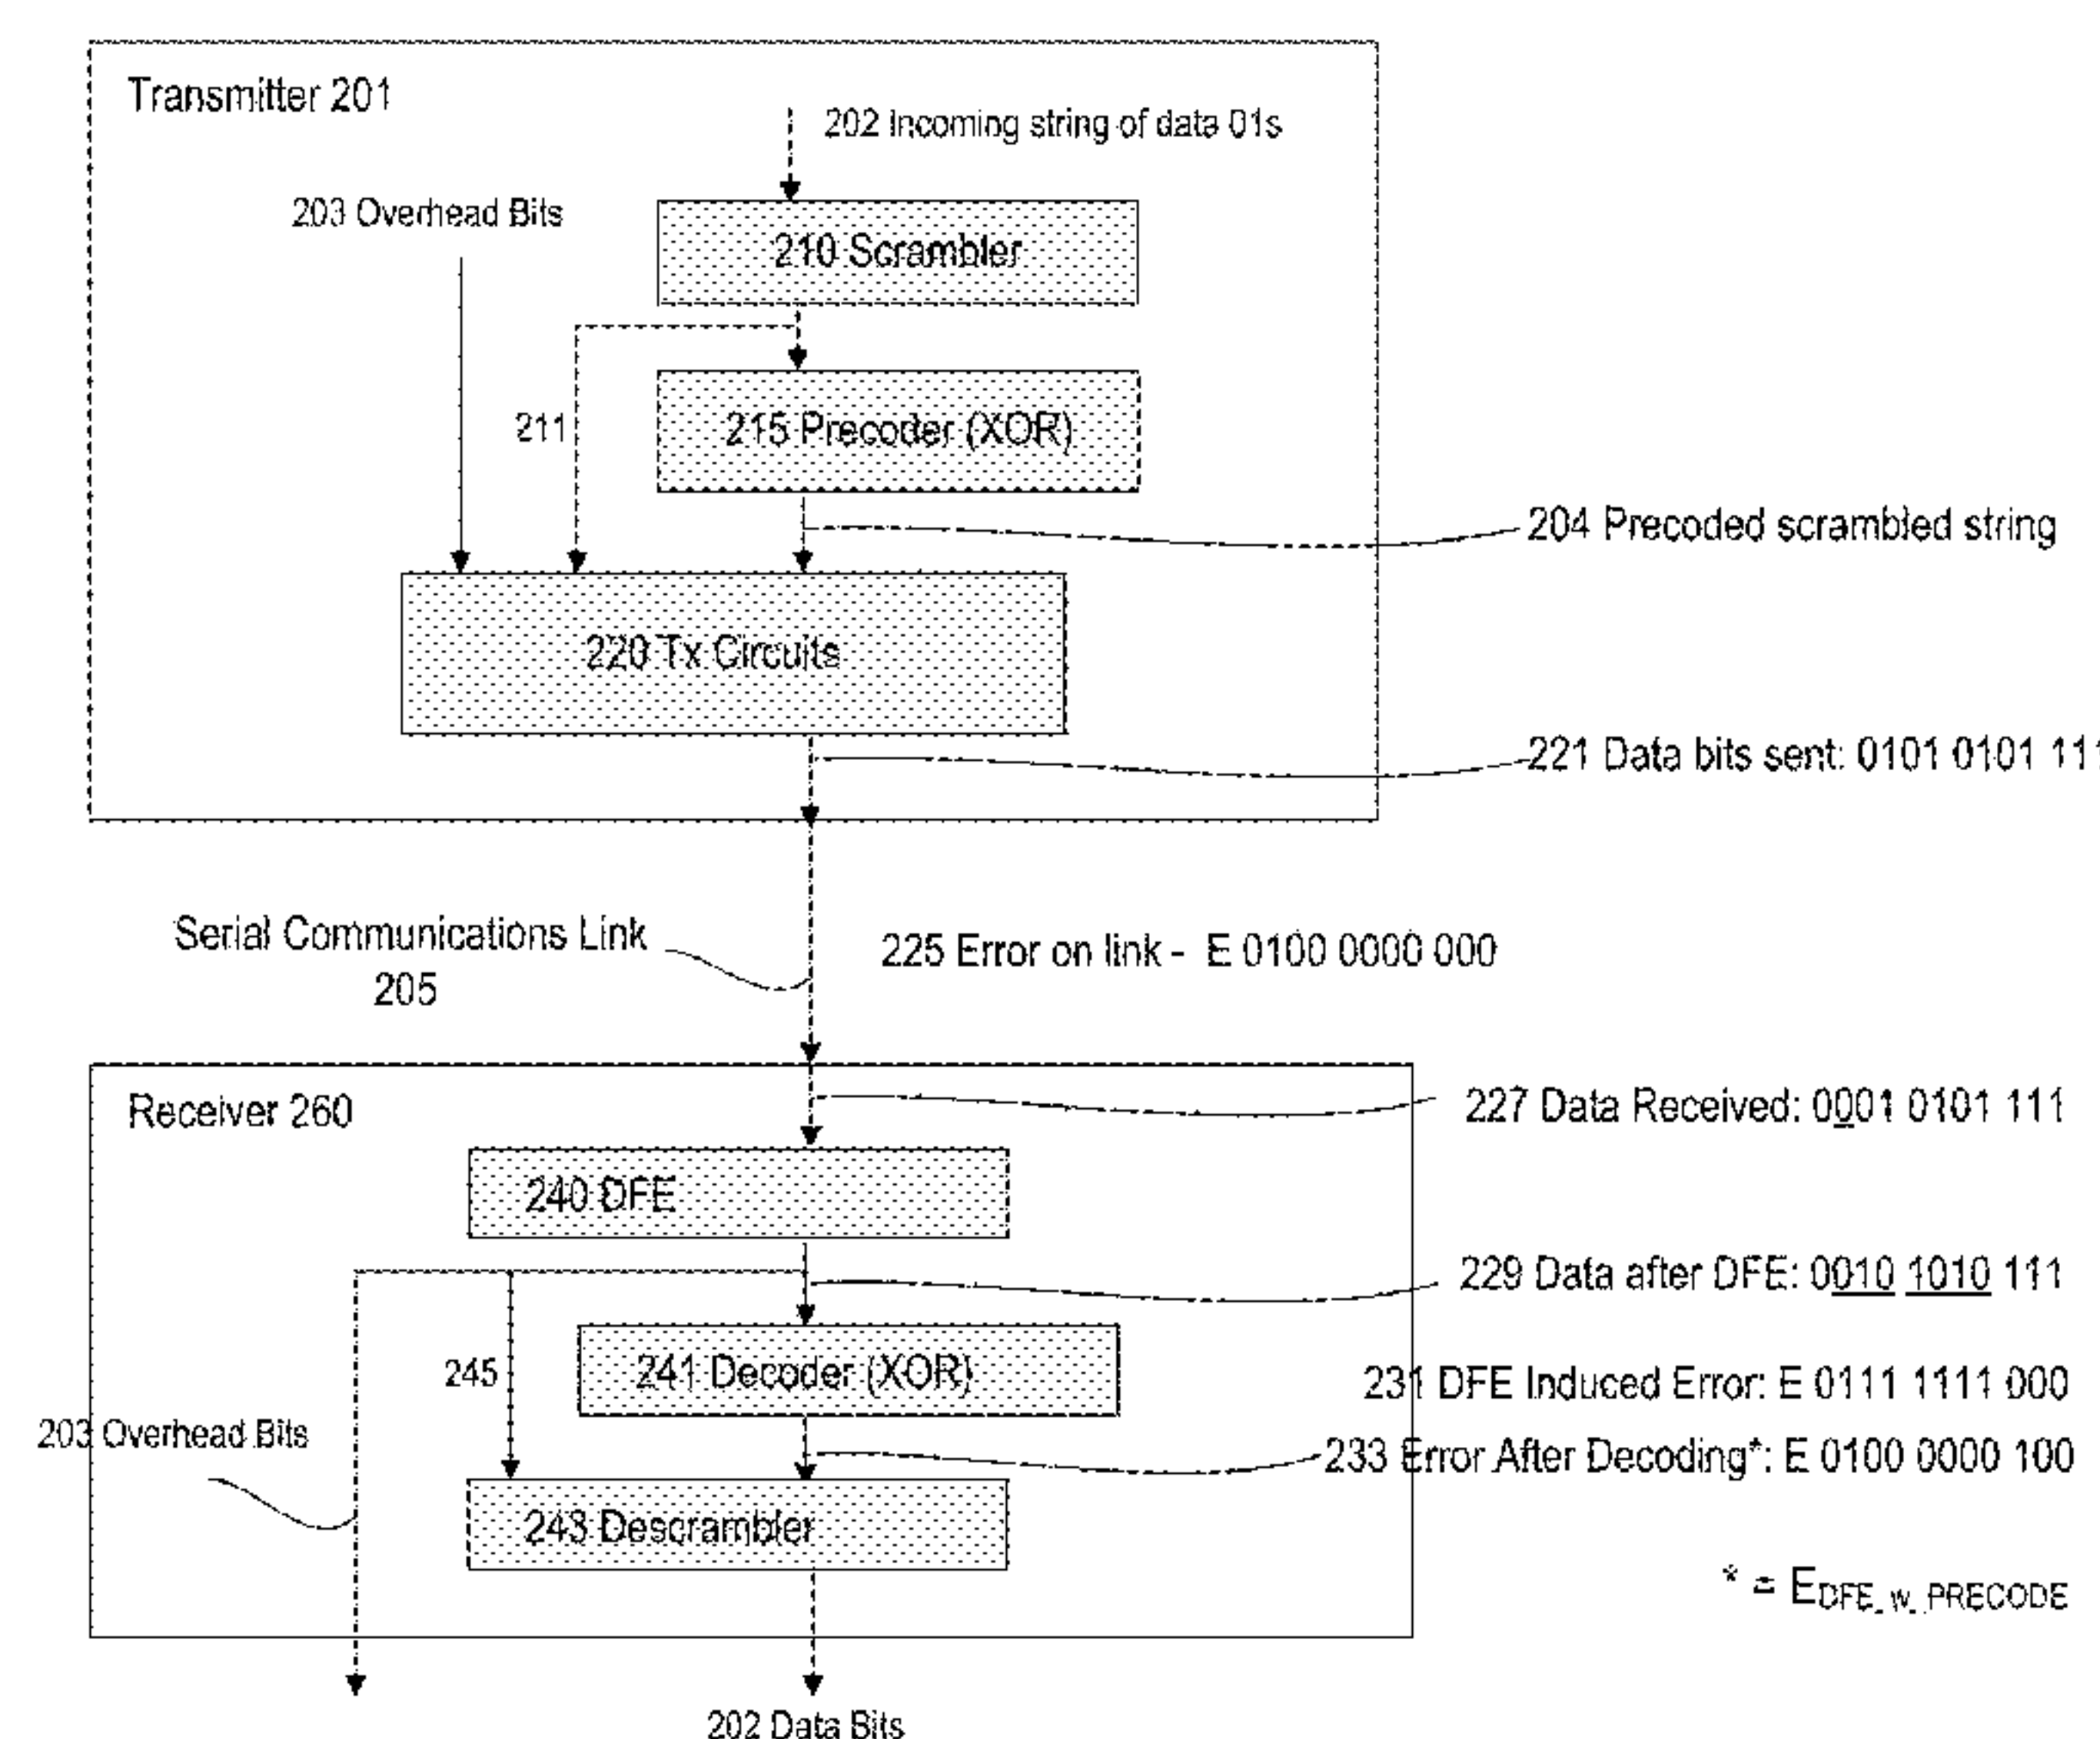 Transmitter 201
202 Incoming string of data 01s
203 Overhead Bits
210 Scrambler
211
215 Precoder (XOR)
204 Precoded scrambled string
220 Tx Circuits
221 Data bits sent: 0101 0101 111
Serial Communications Link
205
225 Error on link - E 0100 0000 000
Receiver 260
227 Data Received: 0001 0101 111
240 DFE
229 Data after DFE: 0010 1010 111
245
241 Decoder (XOR)
231 DFE Induced Error: E 0111 1111 000
203 Overhead Bits
233 Error After Decoding*: E 0100 0000 100
243 Descrambler
* = EDFE_w_PRECODE
202 Data Bits